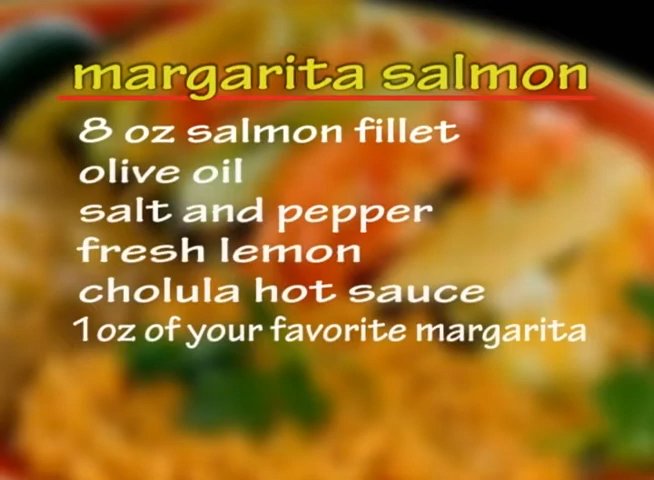 margarita salmon
8 oz salmon fillet
olive oil
salt and pepper
fresh lemon
cholula hot sauce
1 oz of your favorite margarita